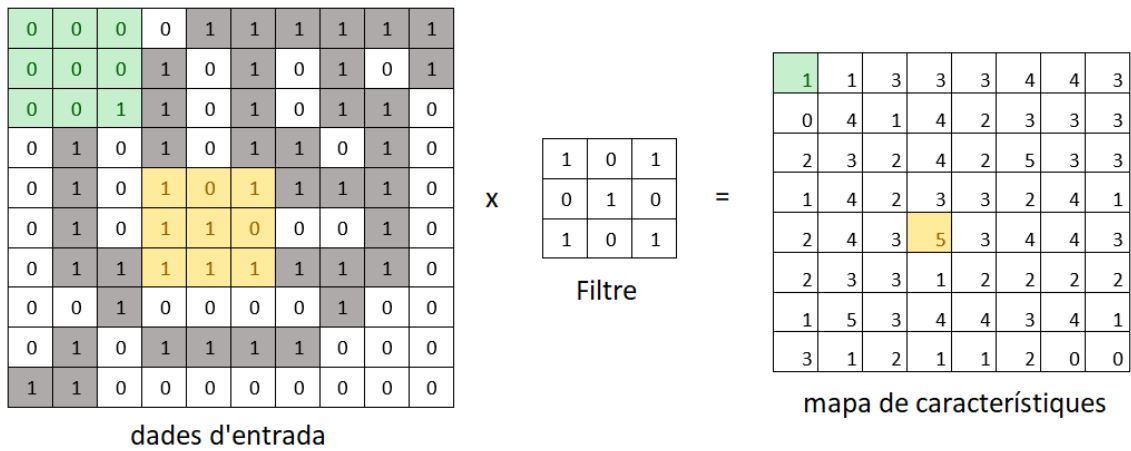 0 0 0 0 1 1 1 1 1 1
0 0 0 1 0 1 0 1 0 1
0 0 1 1 0 1 0 1 1 0
0 1 0 1 0 1 1 0 1 0
0 1 0 1 0 1 1 1 1 0
0 1 0 1 1 0 0 0 1 0
0 1 1 1 1 1 1 1 1 0
0 0 1 0 0 0 0 1 0 0
0 1 0 1 1 1 1 0 0 0
1 1 0 0 0 0 0 0 0 0
dades d'entrada
x
1 0 1
0 1 0
1 0 1
Filtre
=
1 1 3 3 3 4 4 3
0 4 1 4 2 3 3 3
2 3 2 4 2 5 3 3
1 4 2 3 3 2 4 1
2 4 3 5 3 4 4 3
2 3 3 1 2 2 2 2
1 5 3 4 4 3 4 1
3 1 2 1 1 2 0 0
mapa de característiques